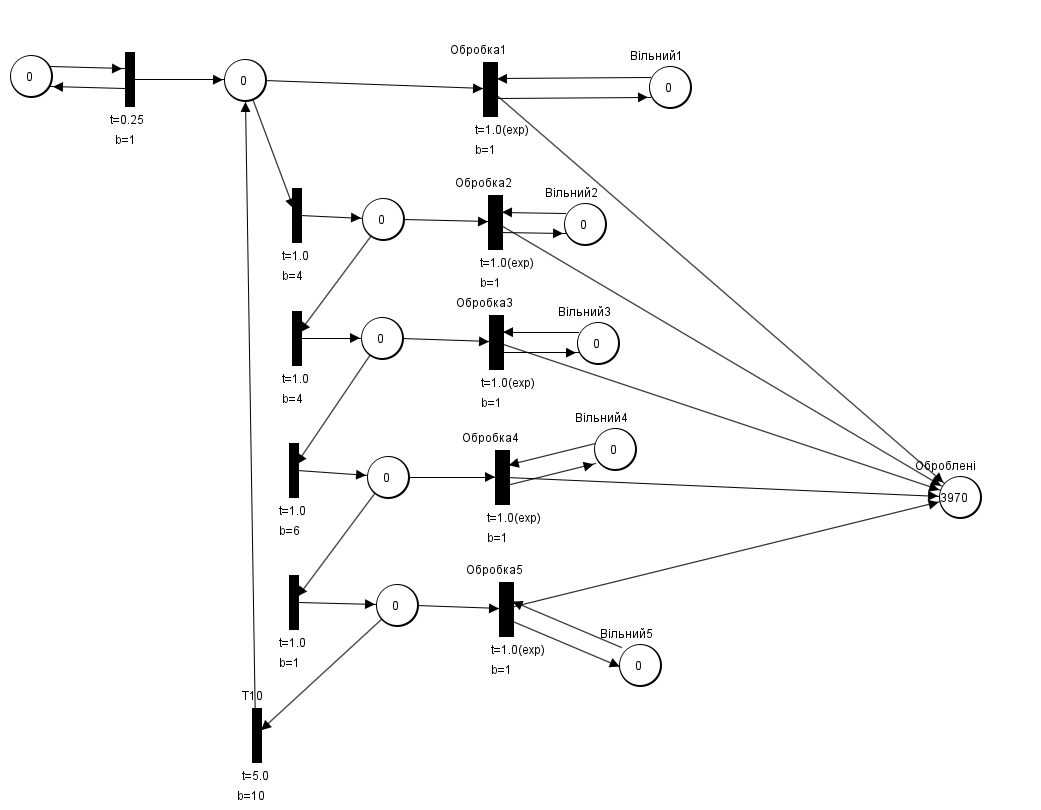 Обробка1
Вільний1
0
0
0
t=0.25
b=1
t=1.0(exp)
b=1
Обробка2
Вільний2
0
0
t=1.0
b=4
t=1.0(exp)
b=1
Обробка3
Вільний3
0
0
t=1.0
b=4
t=1.0(exp)
b=1
Обробка4
Вільний4
0
Оброблені
0
3970
t=1.0
b=6
t=1.0(exp)
b=1
Обробка5
0
Вільний5
t=1.0
b=1
t=1.0(exp)
b=1
0
T10
t=5.0
b=10